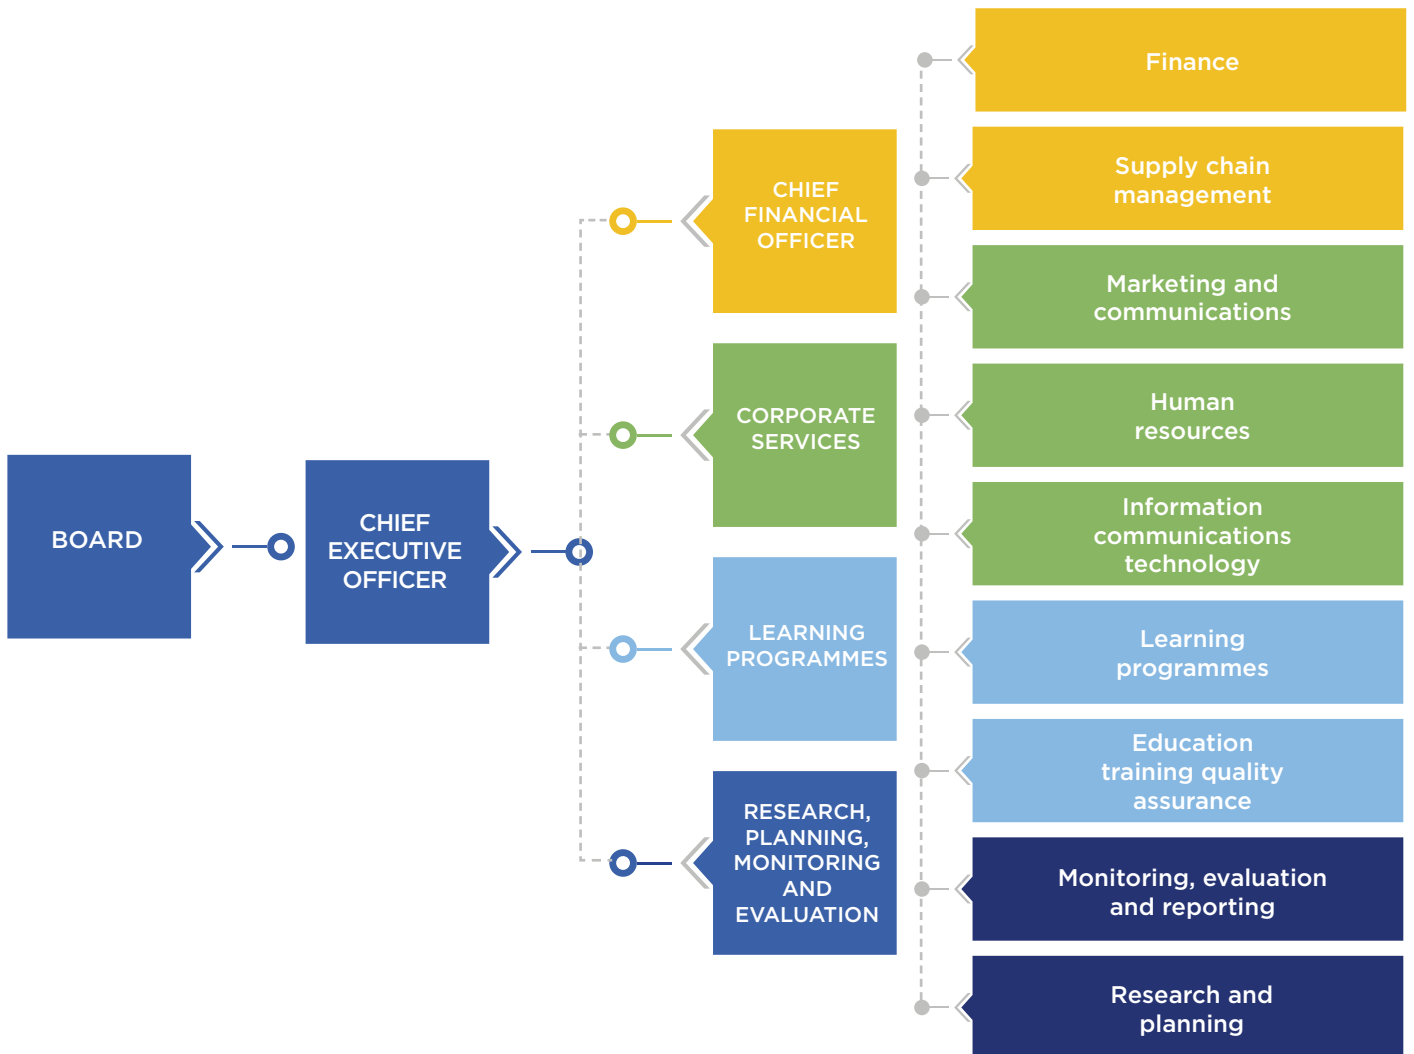 BOARD
CHIEF
EXECUTIVE
OFFICER
CHIEF
FINANCIAL
OFFICER
CORPORATE
SERVICES
LEARNING
PROGRAMMES
RESEARCH,
PLANNING,
MONITORING
AND
EVALUATION
Finance
Supply chain
management
Marketing and
communications
Human
resources
Information
communications
technology
Learning
programmes
Education
training quality
assurance
Monitoring, evaluation
and reporting
Research and
planning